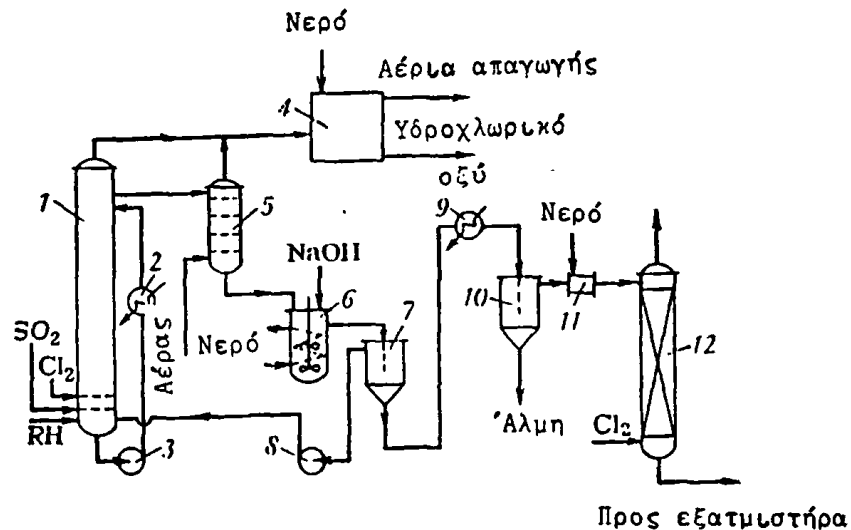 Νερό
Αέρια απαγωγής
4
Υδροχλωρικό
οξύ
1
5
9
Νερό
2
NaOH
6
7
10
11
12
SO₂
Cl₂
Αέρας
Νερό
RH
3
8
Άλμη
Cl₂
Προς εξατμιστήρα